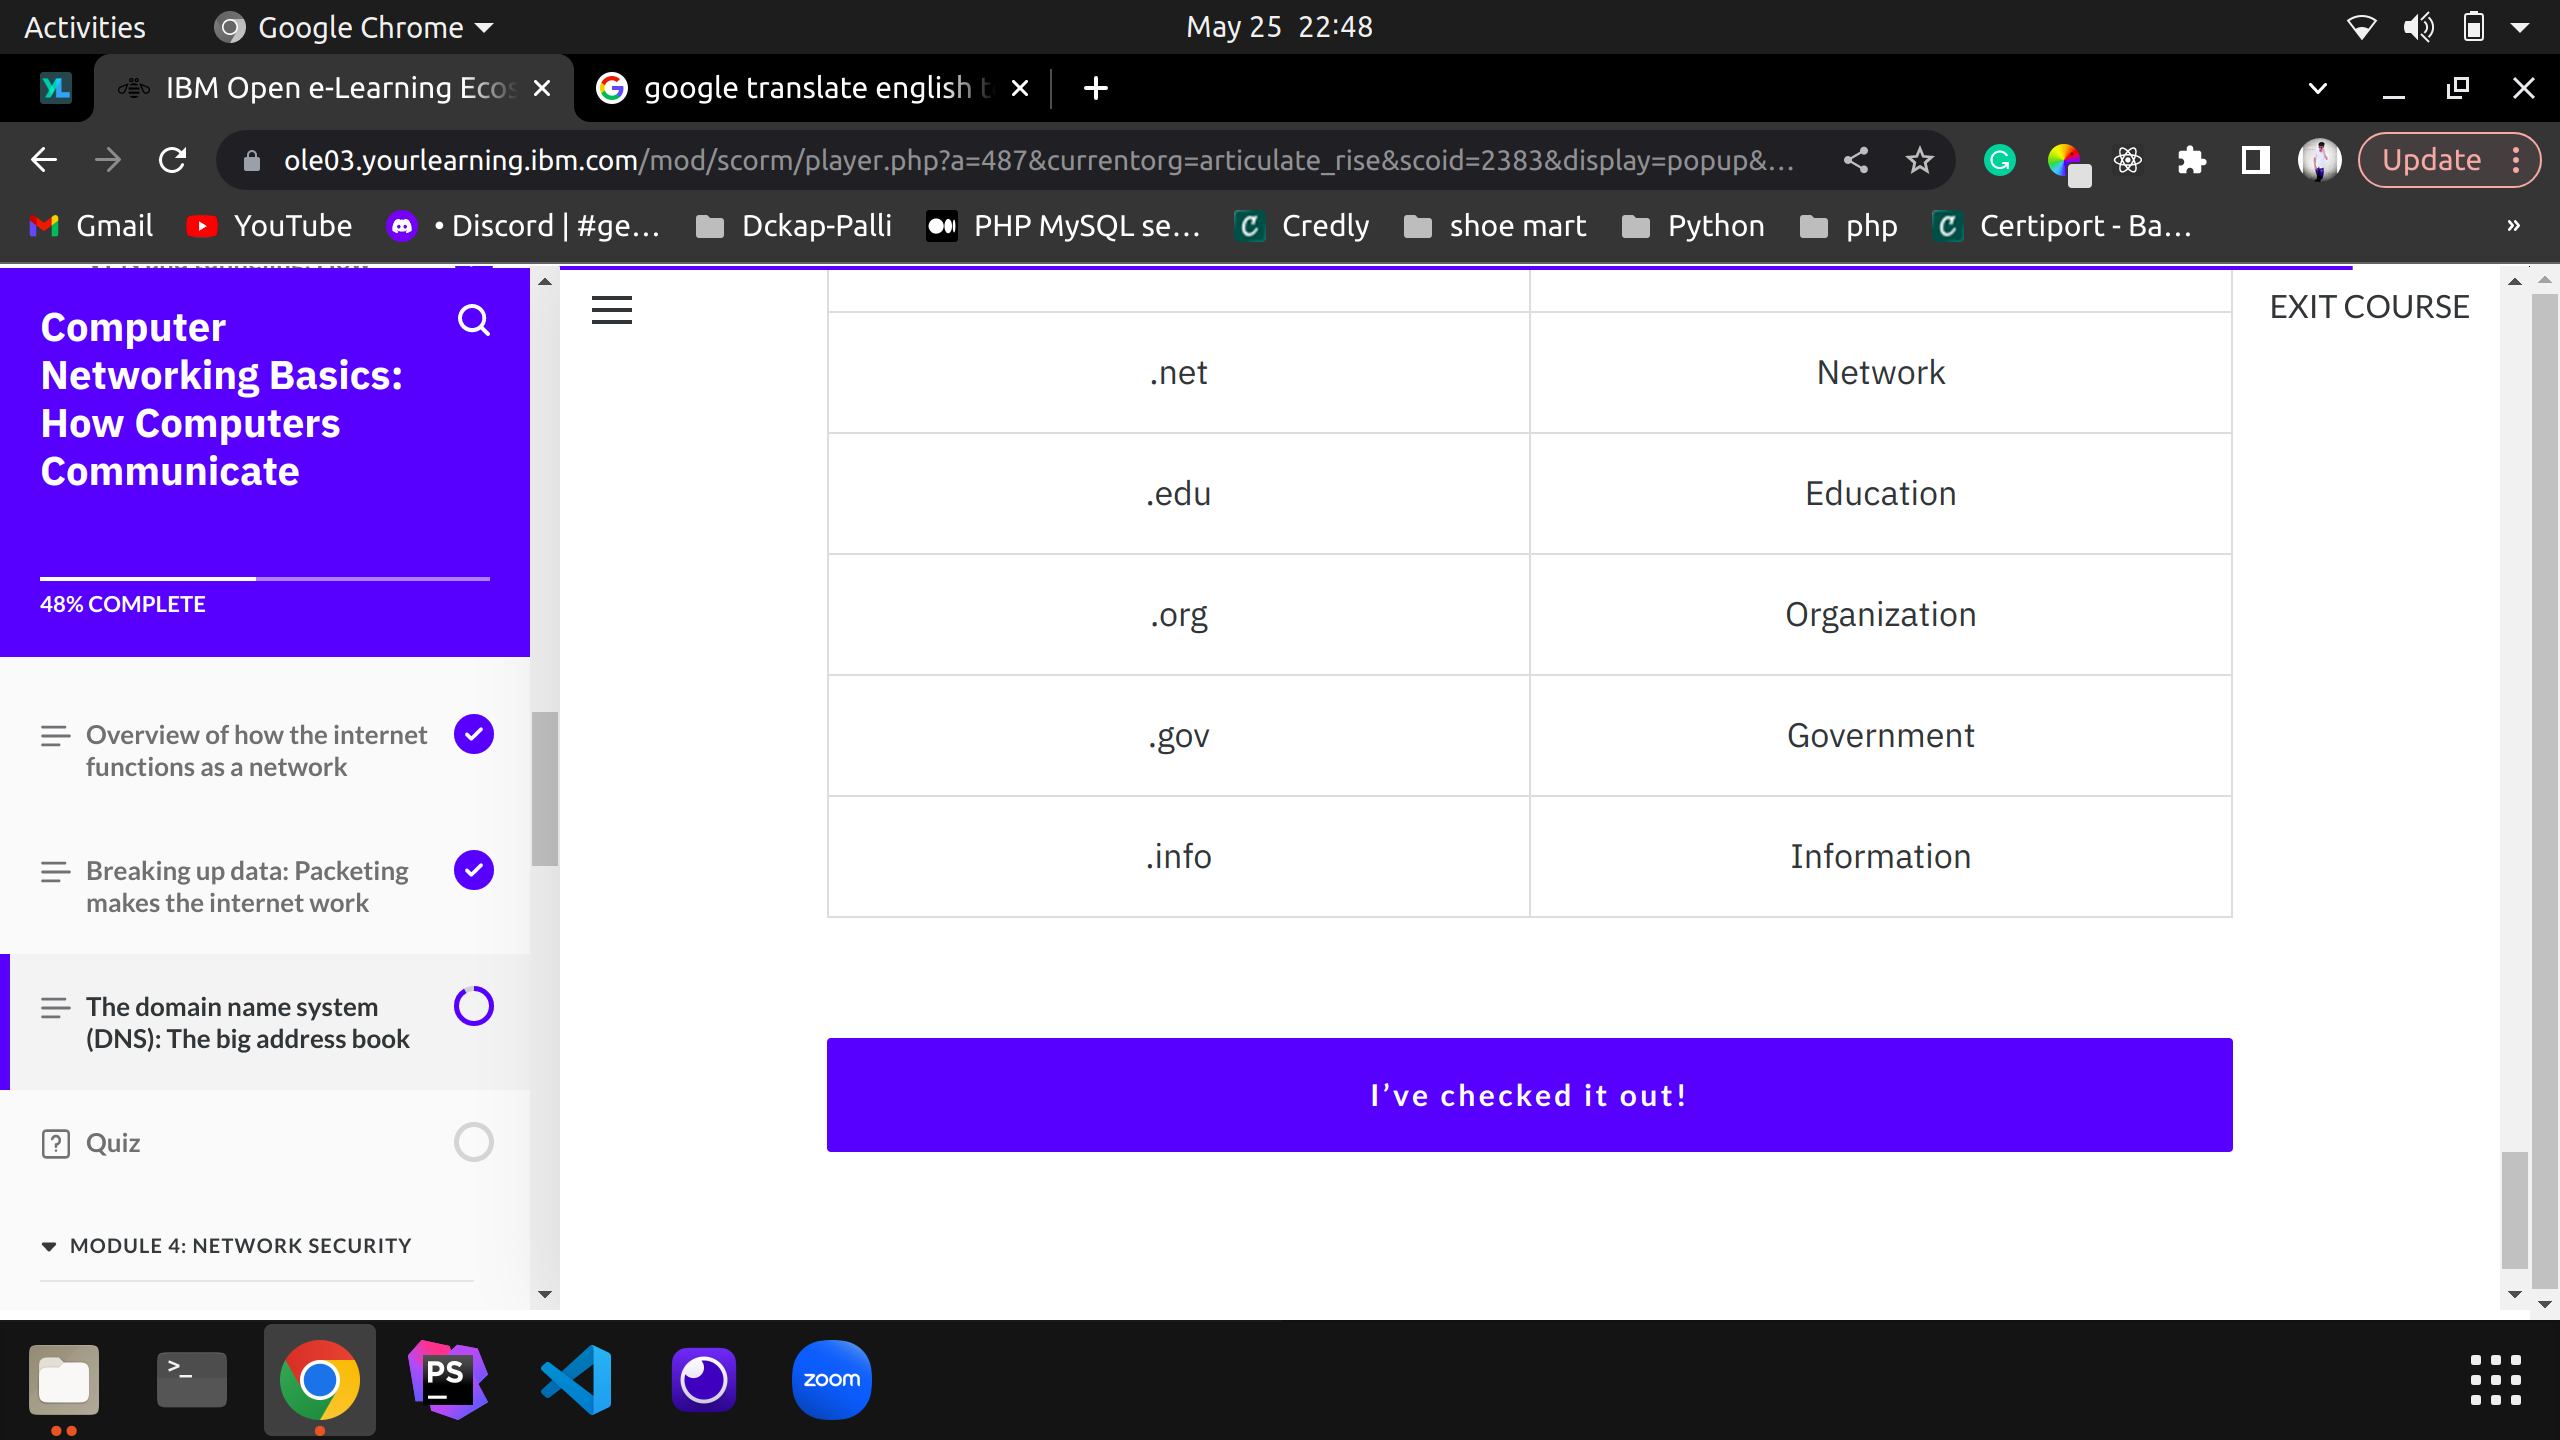 Activities
Google Chrome
May 25 22:48
YL
IBM Open e-Learning Ecos
google translate english t
ole03.yourlearning.ibm.com/mod/scorm/player.php?a=487&currentorg=articulate_rise&scoid=2383&display=popup&...
Update
Gmail
YouTube
• Discord | #ge...
Dckap-Palli
PHP MySQL se...
Credly
shoe mart
Python
php
Certiport - Ba...
»
Computer
Networking Basics:
How Computers
Communicate
48% COMPLETE
Overview of how the internet
functions as a network
Breaking up data: Packeting
makes the internet work
The domain name system
(DNS): The big address book
Quiz
MODULE 4: NETWORK SECURITY
EXIT COURSE
.net Network
.edu Education
.org Organization
.gov Government
.info Information
I’ve checked it out!
>_
PS
zoom